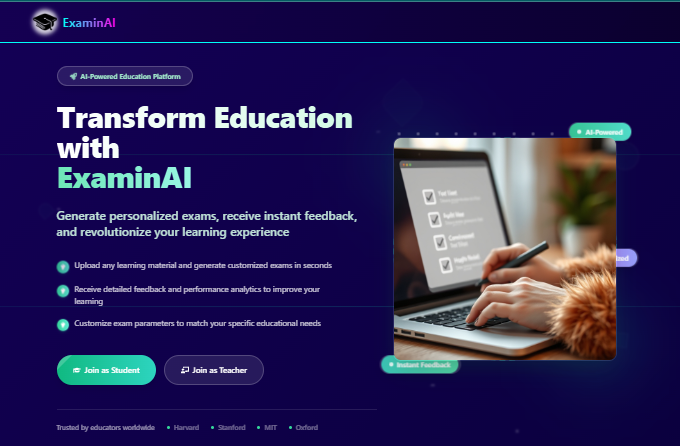 ExaminAI
AI-Powered Education Platform
Transform Education
with
ExaminAI
Generate personalized exams, receive instant feedback,
and revolutionize your learning experience
Upload any learning material and generate customized exams in seconds
Receive detailed feedback and performance analytics to improve your
learning
Customize exam parameters to match your specific educational needs
Join as Student
Join as Teacher
Trusted by educators worldwide
Harvard
Stanford
MIT
Oxford
AI-Powered
Instant Feedback